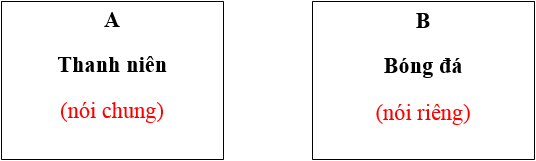 A
Thanh niên
(nói chung)
B
Bóng đá
(nói riêng)